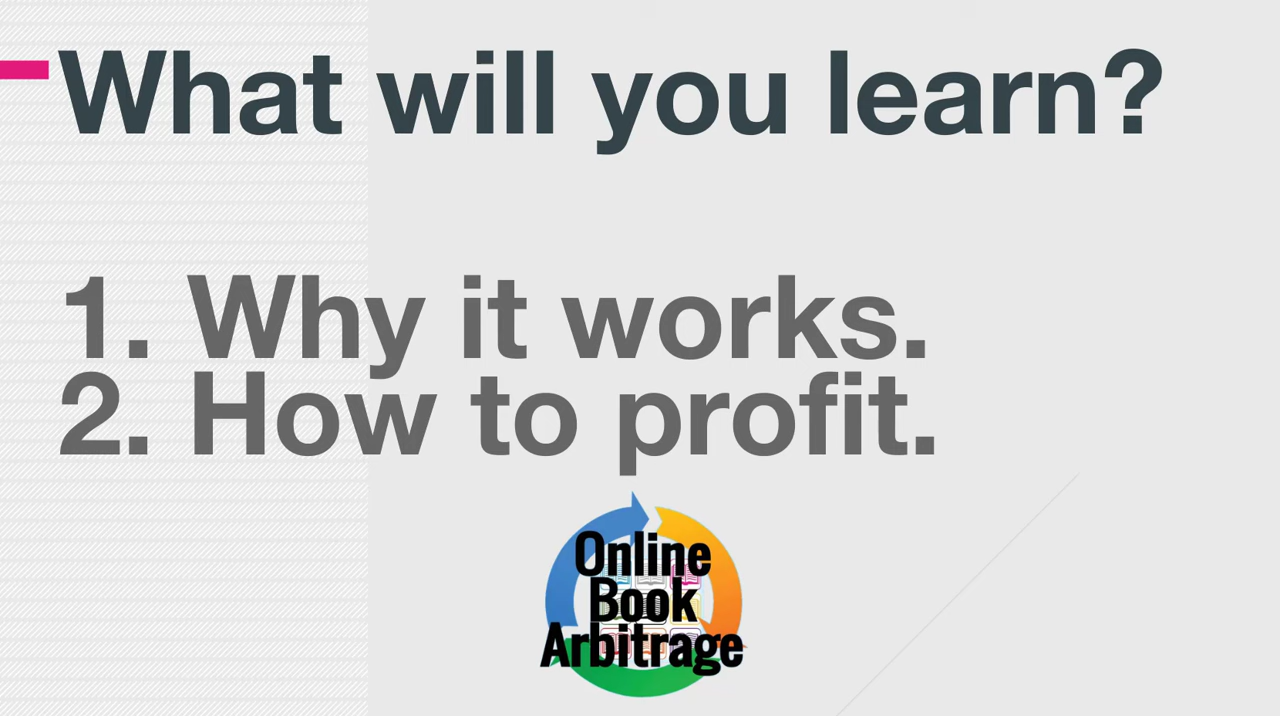 What will you learn?
1. Why it works.
2. How to profit.
Online
Book
Arbitrage